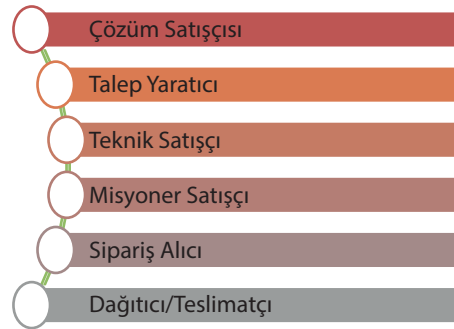 Çözüm Satışçısı
Talep Yaratıcı
Teknik Satışçı
Misyoner Satışçı
Sipariş Alıcı
Dağıtıcı/Teslimatçı